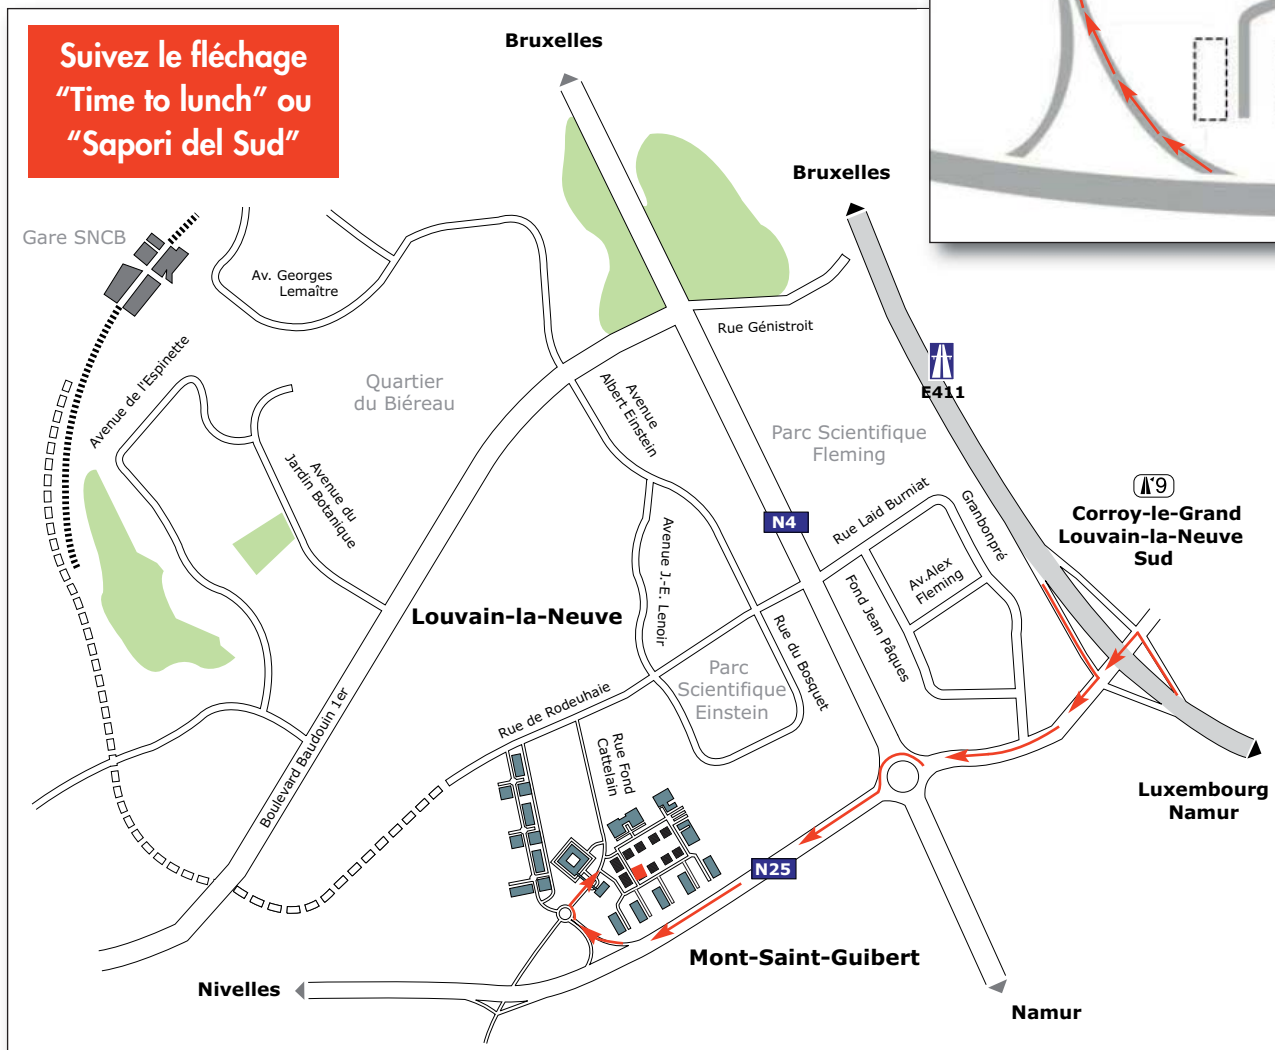 Suivez le fléchage
“Time to lunch” ou
“Sapori del Sud”
Bruxelles
Bruxelles
Gare SNCB
Av. Georges
Lemaître
Rue Génistroit
Avenue de l'Espinette
Quartier
du Biéreau
Avenue
Albert Einstein
E411
Parc Scientifique
Fleming
Avenue du
Jardin Botanique
9
Corroy-le-Grand
Louvain-la-Neuve
Sud
N4
Rue Laid Burniat
Granbonpré
Avenue J.-E. Lenoir
Av.Alex
Fleming
Fond Jean Pâques
Louvain-la-Neuve
Rue du Bosquet
Parc
Scientifique
Einstein
Rue de Rodeuhaie
Boulevard Baudouin 1er
Rue Fond
Cattelain
Luxembourg
Namur
N25
Mont-Saint-Guibert
Nivelles
Namur